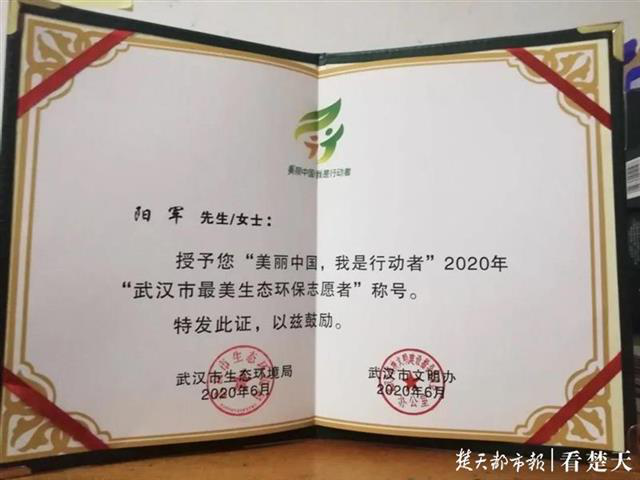 美丽中国 我是行动者
阳军 先生/女士：
授予您“美丽中国，我是行动者”2020年
“武汉市最美生态环保志愿者”称号。
特发此证，以兹鼓励。
武汉市生态环境局 武汉市文明办
2020年6月 2020年6月
办公室
楚天都市报|看楚天